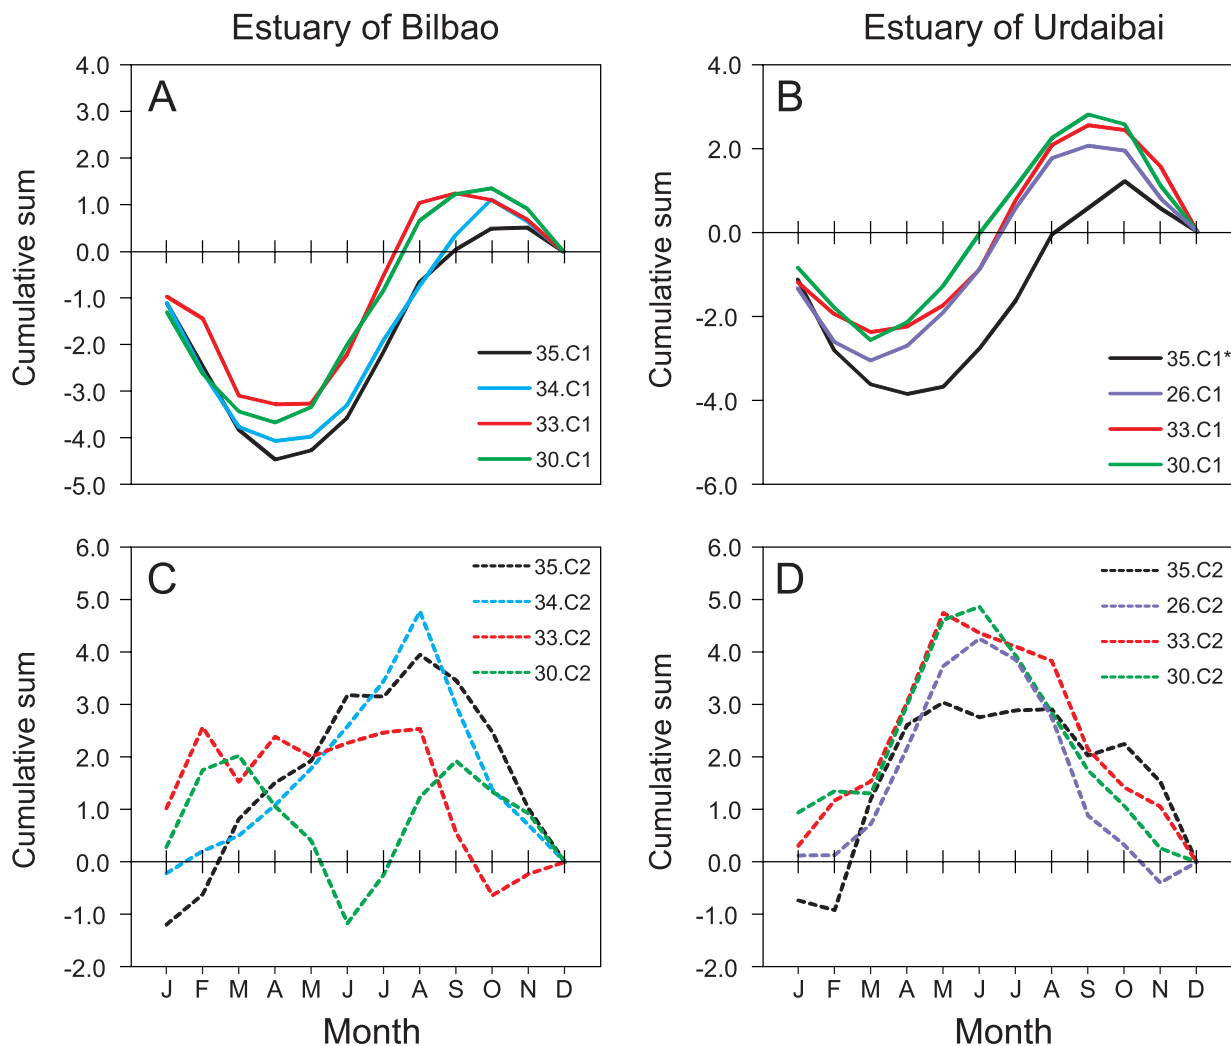 Estuary of Bilbao
Estuary of Urdaibai
A
4.0
3.0
2.0
1.0
0.0
-1.0
-2.0
-3.0
-4.0
-5.0
Cumulative sum
35.C1
34.C1
33.C1
30.C1
B
4.0
2.0
0.0
-2.0
-4.0
-6.0
Cumulative sum
35.C1*
26.C1
33.C1
30.C1
C
6.0
5.0
4.0
3.0
2.0
1.0
0.0
-1.0
-2.0
Cumulative sum
35.C2
34.C2
33.C2
30.C2
J F M A M J J A S O N D
Month
D
6.0
5.0
4.0
3.0
2.0
1.0
0.0
-1.0
-2.0
Cumulative sum
35.C2
26.C2
33.C2
30.C2
J F M A M J J A S O N D
Month